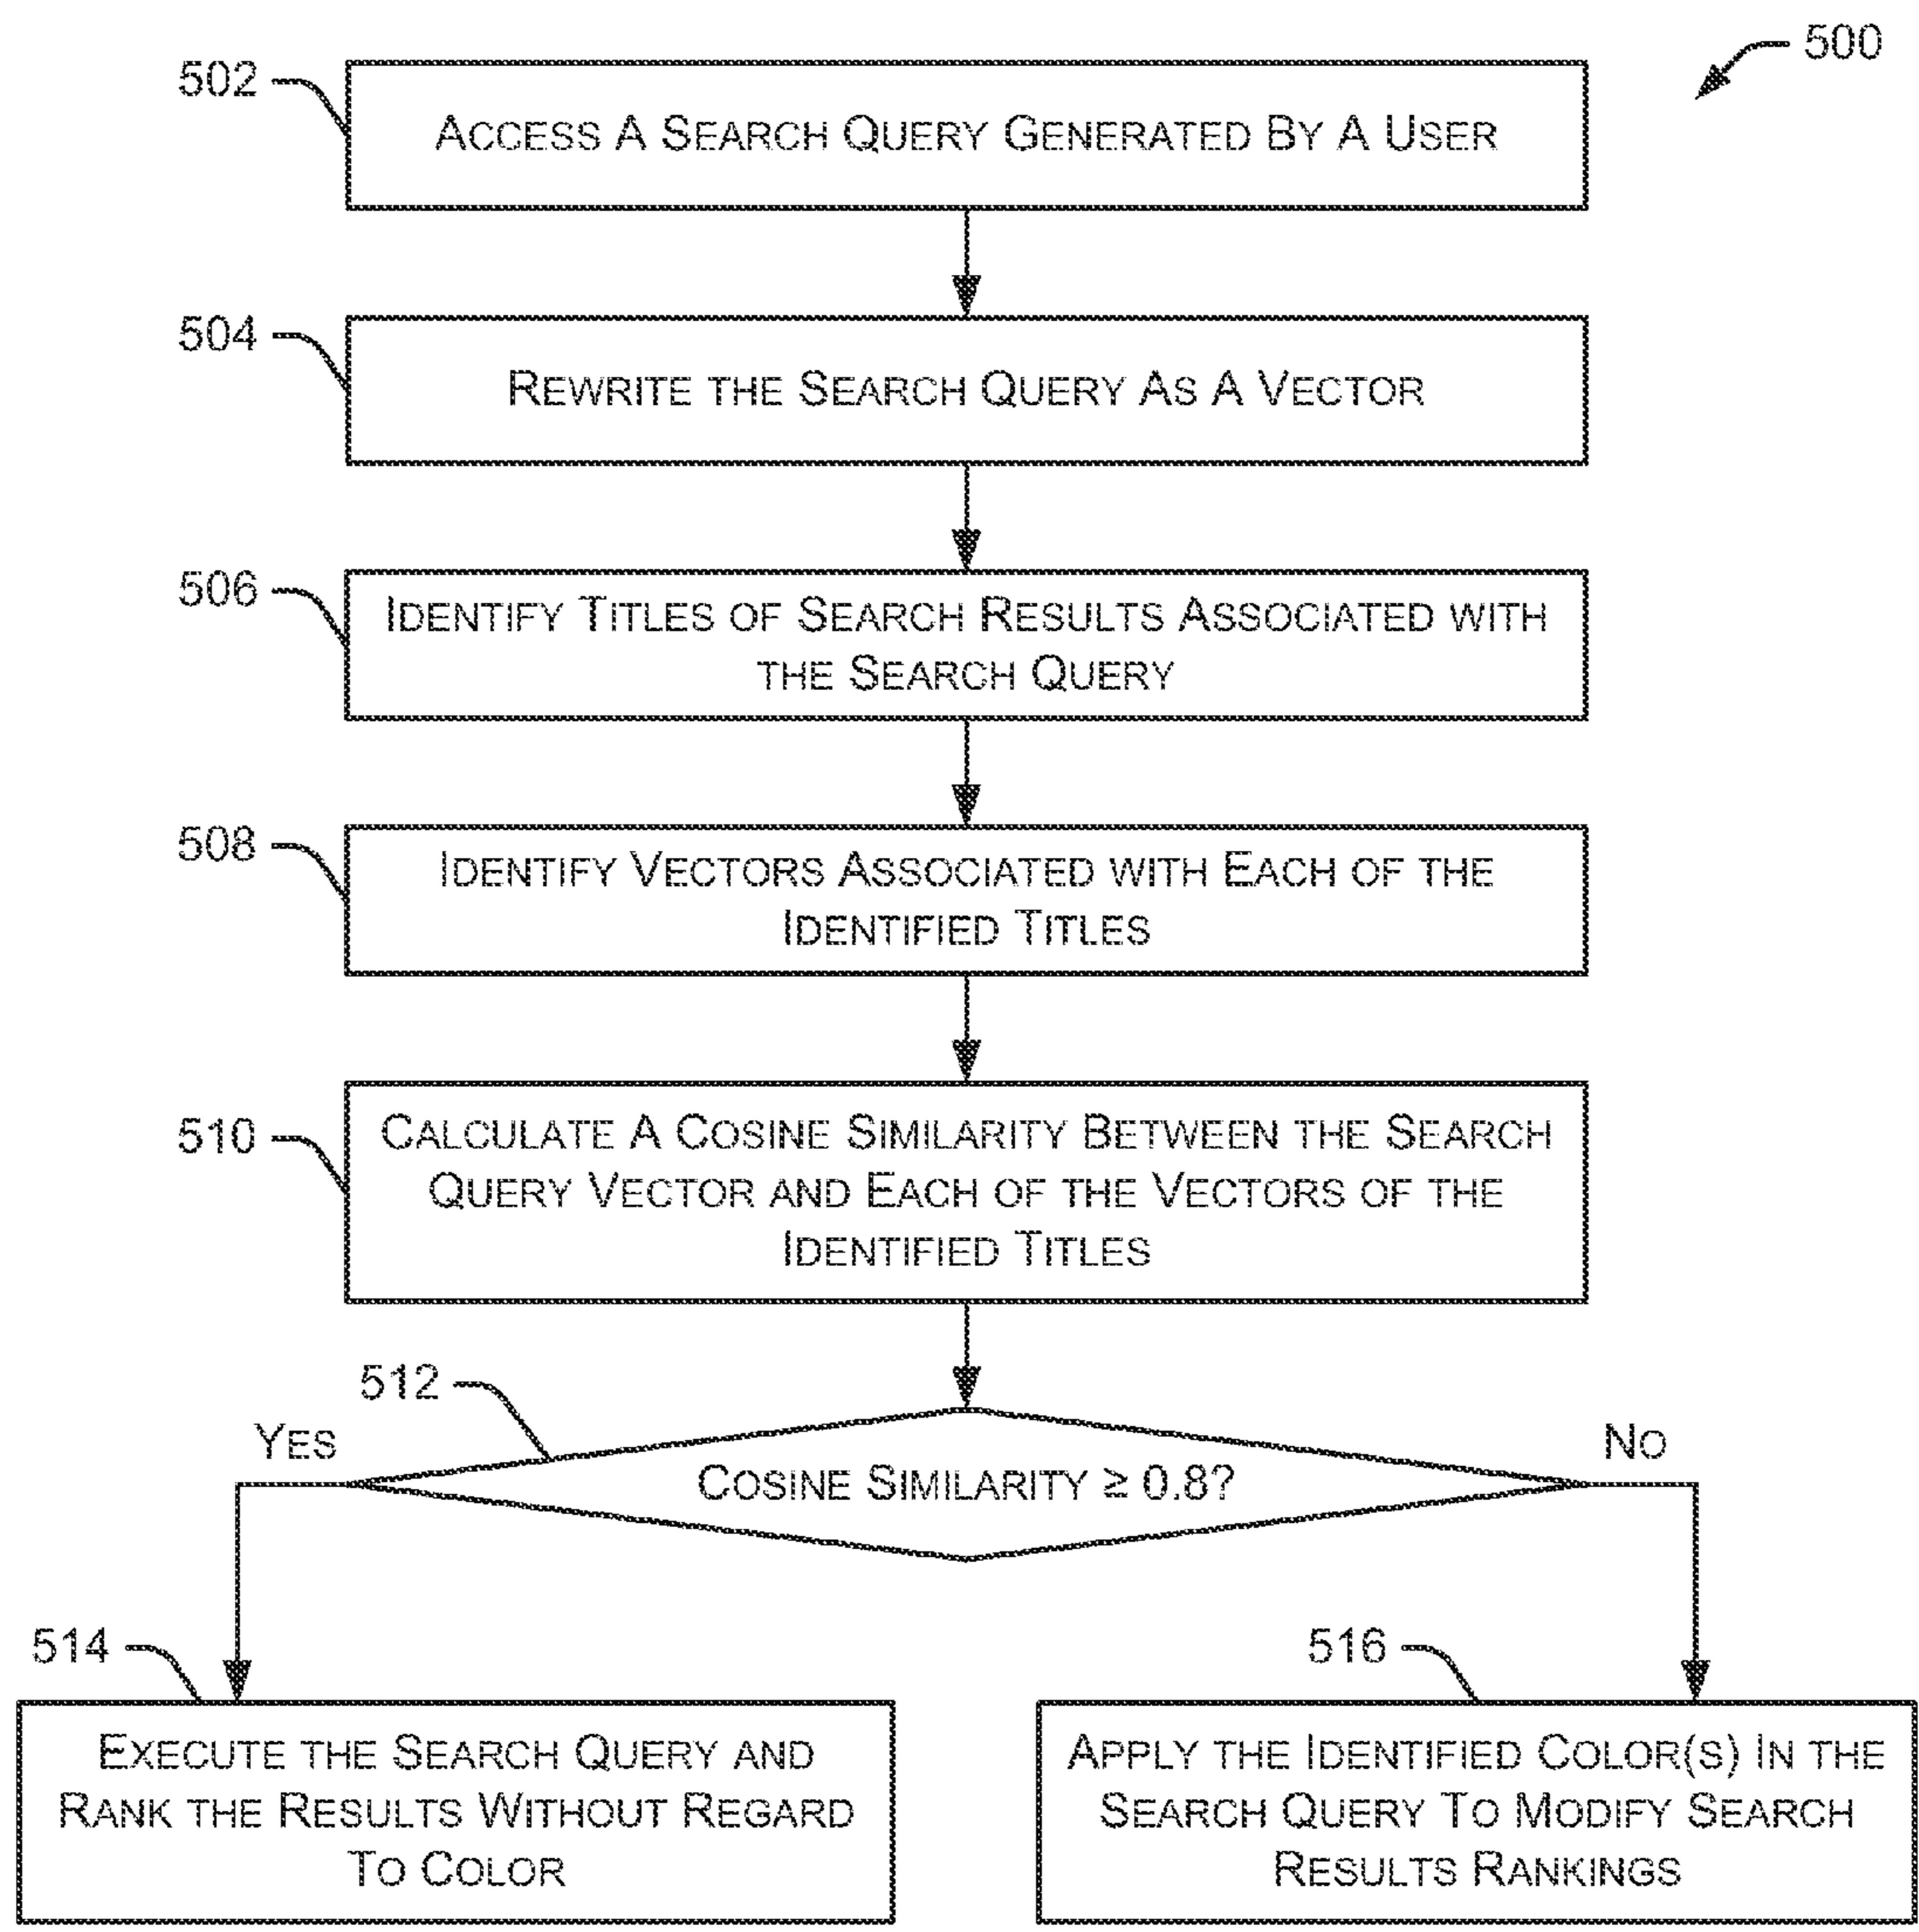 500
502
ACCESS A SEARCH QUERY GENERATED BY A USER
504
REWRITE THE SEARCH QUERY AS A VECTOR
506
IDENTIFY TITLES OF SEARCH RESULTS ASSOCIATED WITH
THE SEARCH QUERY
508
IDENTIFY VECTORS ASSOCIATED WITH EACH OF THE
IDENTIFIED TITLES
510
CALCULATE A COSINE SIMILARITY BETWEEN THE SEARCH
QUERY VECTOR AND EACH OF THE VECTORS OF THE
IDENTIFIED TITLES
512
YES
NO
COSINE SIMILARITY ≥ 0.8?
514
EXECUTE THE SEARCH QUERY AND
RANK THE RESULTS WITHOUT REGARD
TO COLOR
516
APPLY THE IDENTIFIED COLOR(S) IN THE
SEARCH QUERY TO MODIFY SEARCH
RESULTS RANKINGS